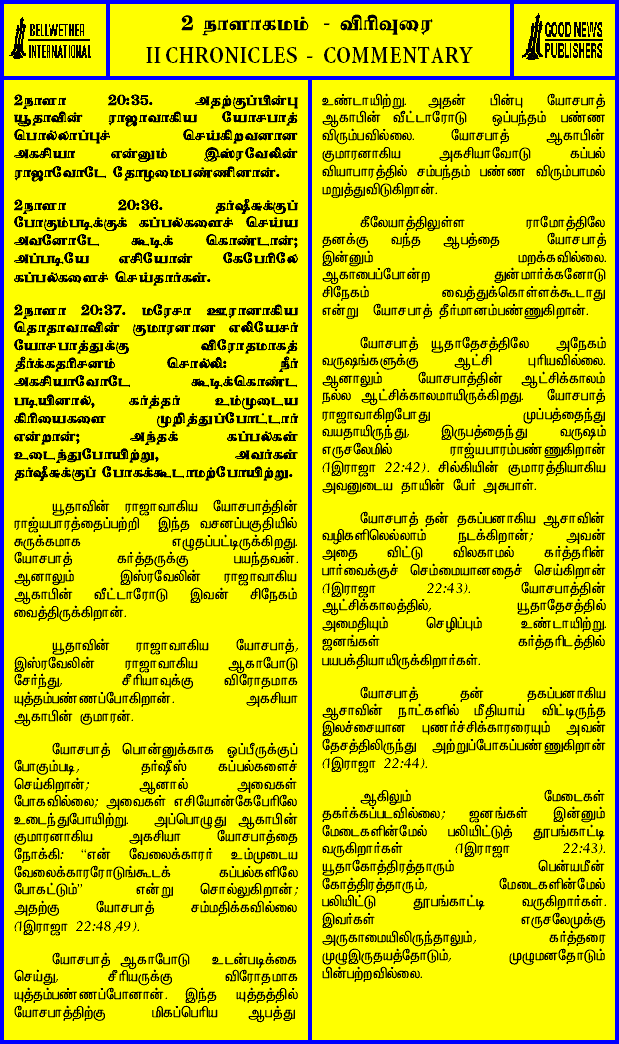 BELLWETHER
INTERNATIONAL
2 நாளாகமம் - விரிவுரை
II CHRONICLES - COMMENTARY
GOOD NEWS
PUBLISHERS
2நாளா 20:35. அதற்குப்பின்பு
யூதாவின் ராஜாவாகிய யோசபாத்
பொல்லாப்புச் செய்கிறவனான
அகசியா என்னும் இஸ்ரவேலின்
ராஜாவோடே தோழமைபண்ணினான்.
2நாளா 20:36. தர்ஷீசுக்குப்
போகும்படிக்குக் கப்பல்களைச் செய்ய
அவனோடே கூடிக் கொண்டான்;
அப்படியே எசியோன் கேபேரிலே
கப்பல்களைச் செய்தார்கள்.
2நாளா 20:37. மரேசா ஊரானாகிய
தொதாவாவின் குமாரனான எலியேசர்
யோசபாத்துக்கு விரோதமாகத்
தீர்க்கதரிசனம் சொல்லி: நீர்
அகசியாவோடே கூடிக்கொண்ட
படியினால், கர்த்தர் உம்முடைய
கிரியைகளை முறித்துப்போட்டார்
என்றான்; அந்தக் கப்பல்கள்
உடைந்துபோயிற்று, அவர்கள்
தர்ஷீசுக்குப் போகக்கூடாமற்போயிற்று.
யூதாவின் ராஜாவாகிய யோசபாத்தின்
ராஜ்யபாரத்தைப்பற்றி இந்த வசனப்பகுதியில்
சுருக்கமாக எழுதப்பட்டிருக்கிறது.
யோசபாத் கர்த்தருக்கு பயந்தவன்.
ஆனாலும் இஸ்ரவேலின் ராஜாவாகிய
ஆகாபின் வீட்டாரோடு இவன் சிநேகம்
வைத்திருக்கிறான்.
யூதாவின் ராஜாவாகிய யோசபாத்,
இஸ்ரவேலின் ராஜாவாகிய ஆகாபோடு
சேர்ந்து, சீரியாவுக்கு விரோதமாக
யுத்தம்பண்ணப்போகிறான். அகசியா
ஆகாபின் குமாரன்.
யோசபாத் பொன்னுக்காக ஒப்பீருக்குப்
போகும்படி, தர்ஷீஸ் கப்பல்களைச்
செய்கிறான்; ஆனால் அவைகள்
போகவில்லை; அவைகள் எசியோன்கேபேரிலே
உடைந்துபோயிற்று. அப்பொழுது ஆகாபின்
குமாரனாகிய அகசியா யோசபாத்தை
நோக்கி: “என் வேலைக்காரர் உம்முடைய
வேலைக்காரரோடுங்கூடக் கப்பல்களிலே
போகட்டும்” என்று சொல்லுகிறான்;
அதற்கு யோசபாத் சம்மதிக்கவில்லை
(1இராஜா 22:48,49).
யோசபாத் ஆகாபோடு உடன்படிக்கை
செய்து, சீரியருக்கு விரோதமாக
யுத்தம்பண்ணப்போனான். இந்த யுத்தத்தில்
யோசபாத்திற்கு மிகப்பெரிய ஆபத்து
உண்டாயிற்று. அதன் பின்பு யோசபாத்
ஆகாபின் வீட்டாரோடு ஒப்பந்தம் பண்ண
விரும்பவில்லை. யோசபாத் ஆகாபின்
குமாரனாகிய அகசியாவோடு கப்பல்
வியாபாரத்தில் சம்பந்தம் பண்ண விரும்பாமல்
மறுத்துவிடுகிறான்.
கீலேயாத்திலுள்ள ராமோத்திலே
தனக்கு வந்த ஆபத்தை யோசபாத்
இன்னும் மறக்கவில்லை.
ஆகாபைப்போன்ற துன்மார்க்கனோடு
சிநேகம் வைத்துக்கொள்ளக்கூடாது
என்று யோசபாத் தீர்மானம்பண்ணுகிறான்.
யோசபாத் யூதாதேசத்திலே அநேகம்
வருஷங்களுக்கு ஆட்சி புரியவில்லை.
ஆனாலும் யோசபாத்தின் ஆட்சிக்காலம்
நல்ல ஆட்சிக்காலமாயிருக்கிறது. யோசபாத்
ராஜாவாகிறபோது முப்பத்தைந்து
வயதாயிருந்து, இருபத்தைந்து வருஷம்
எருசலேமில் ராஜ்யபாரம்பண்ணுகிறான்
(1இராஜா 22:42). சில்கியின் குமாரத்தியாகிய
அவனுடைய தாயின் பேர் அசுபாள்.
யோசபாத் தன் தகப்பனாகிய ஆசாவின்
வழிகளிலெல்லாம் நடக்கிறான்; அவன்
அதை விட்டு விலகாமல் கர்த்தரின்
பார்வைக்குச் செம்மையானதைச் செய்கிறான்
(1இராஜா 22:43). யோசபாத்தின்
ஆட்சிக்காலத்தில், யூதாதேசத்தில்
அமைதியும் செழிப்பும் உண்டாயிற்று.
ஜனங்கள் கர்த்தரிடத்தில்
பயபக்தியாயிருக்கிறார்கள்.
யோசபாத் தன் தகப்பனாகிய
ஆசாவின் நாட்களில் மீதியாய் விட்டிருந்த
இலச்சையான புணர்ச்சிக்காரரையும் அவன்
தேசத்திலிருந்து அற்றுப்போகப்பண்ணுகிறான்
(1இராஜா 22:44).
ஆகிலும் மேடைகள்
தகர்க்கப்படவில்லை; ஜனங்கள் இன்னும்
மேடைகளின்மேல் பலியிட்டுத் தூபங்காட்டி
வருகிறார்கள் (1இராஜா 22:43).
யூதாகோத்திரத்தாரும் பென்யமீன்
கோத்திரத்தாரும், மேடைகளின்மேல்
பலியிட்டு தூபங்காட்டி வருகிறார்கள்.
இவர்கள் எருசலேமுக்கு
அருகாமையிலிருந்தாலும், கர்த்தரை
முழுஇருதயத்தோடும், முழுமனதோடும்
பின்பற்றவில்லை.